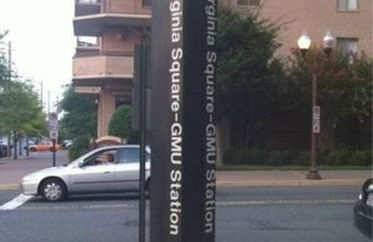 ginia Square-GMU Station
rginia Square-GMU Station